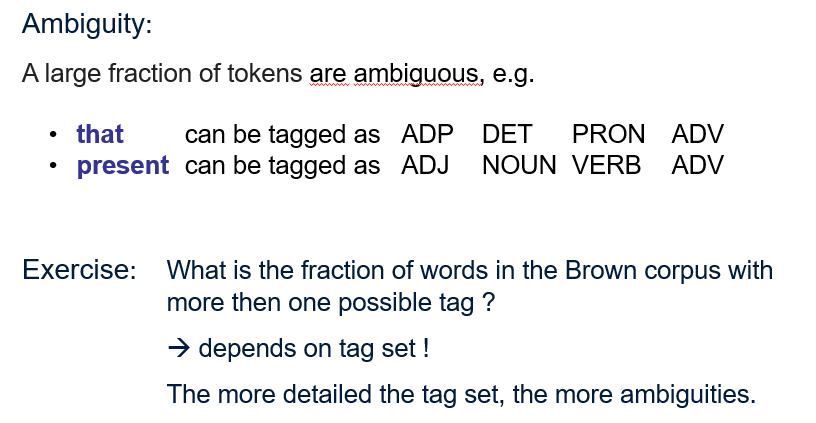 Ambiguity:
A large fraction of tokens are ambiguous, e.g.
• that can be tagged as ADP DET PRON ADV
• present can be tagged as ADJ NOUN VERB ADV
Exercise: What is the fraction of words in the Brown corpus with
more then one possible tag ?
→ depends on tag set !
The more detailed the tag set, the more ambiguities.